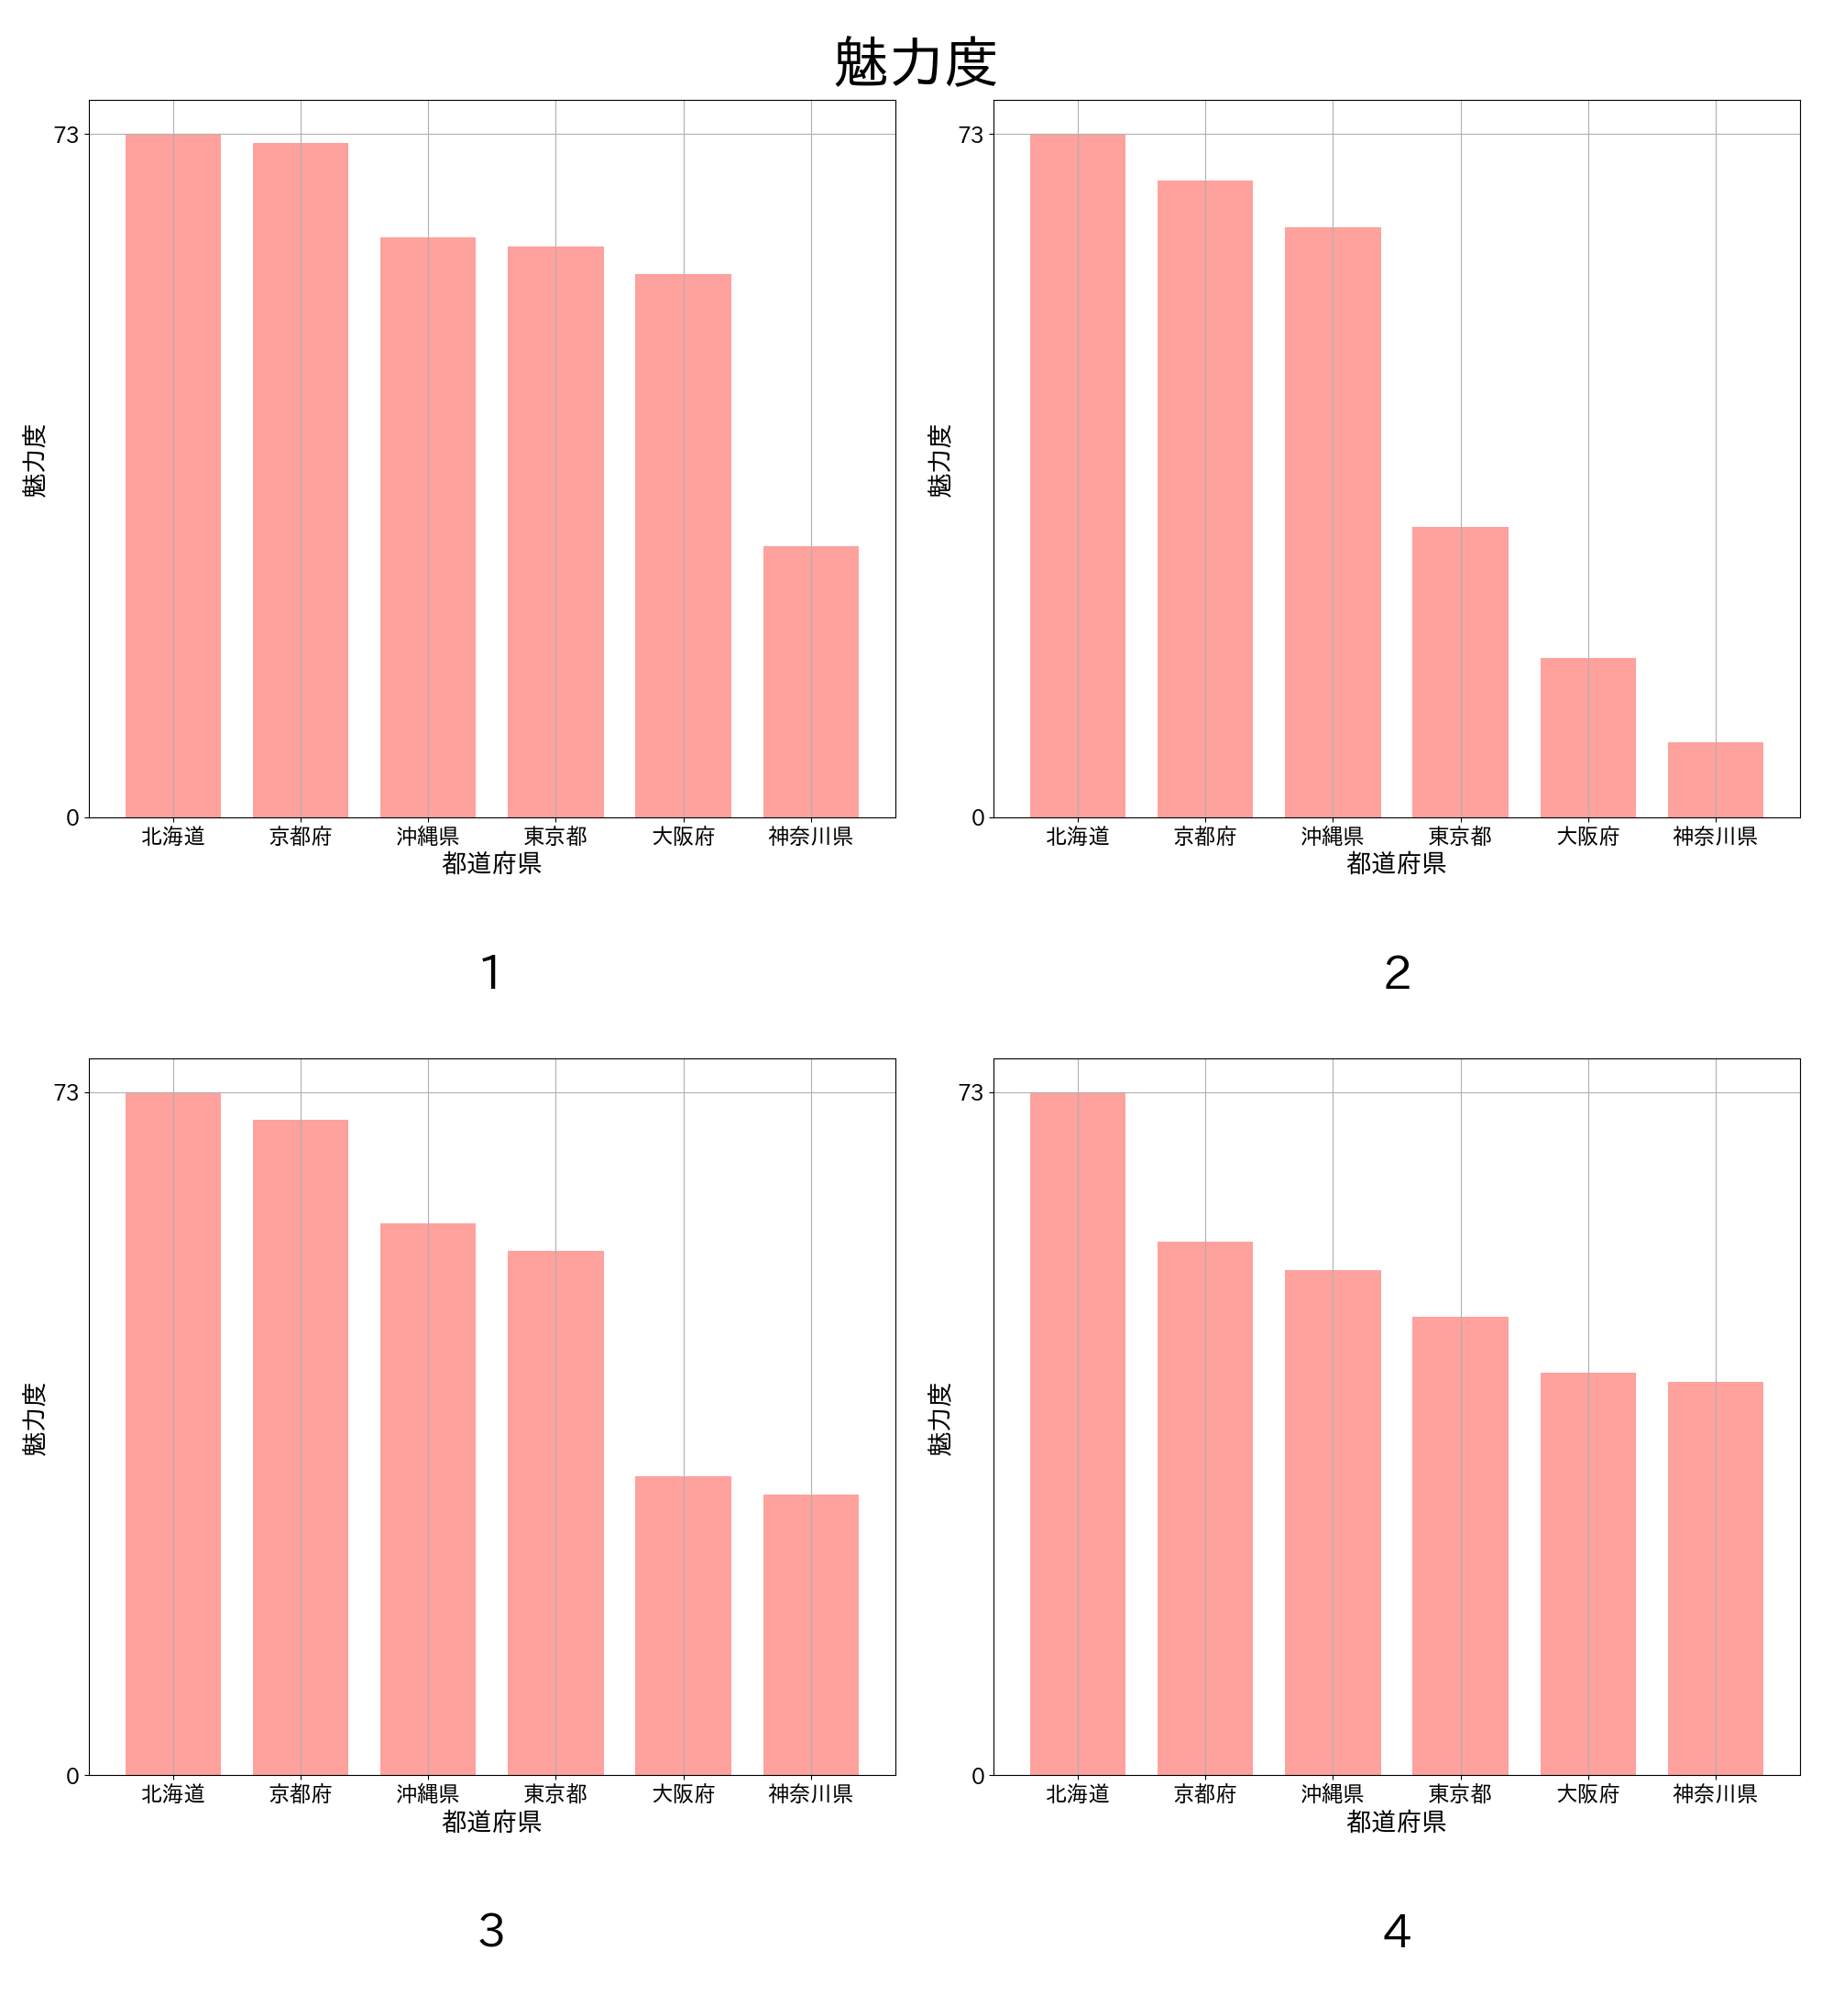 魅力度
73
魅力度
0
北海道 京都府 沖縄県 東京都 大阪府 神奈川県
都道府県
1
73
魅力度
0
北海道 京都府 沖縄県 東京都 大阪府 神奈川県
都道府県
2
73
魅力度
0
北海道 京都府 沖縄県 東京都 大阪府 神奈川県
都道府県
3
73
魅力度
0
北海道 京都府 沖縄県 東京都 大阪府 神奈川県
都道府県
4